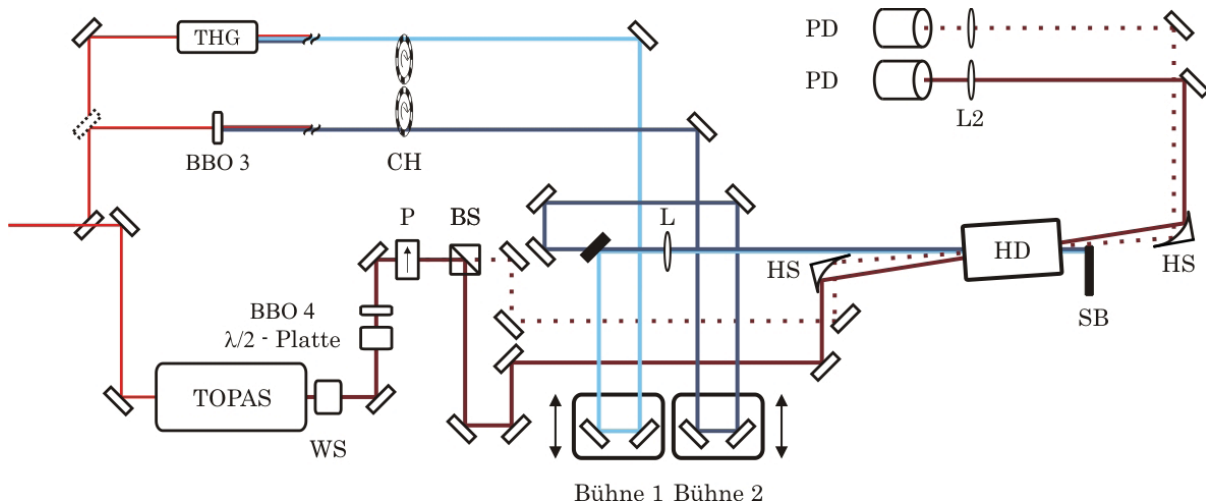 THG
PD
PD
L2
BBO 3
CH
P
BS
L
HS
HD
HS
SB
BBO 4
λ/2 - Platte
TOPAS
WS
Bühne 1
Bühne 2